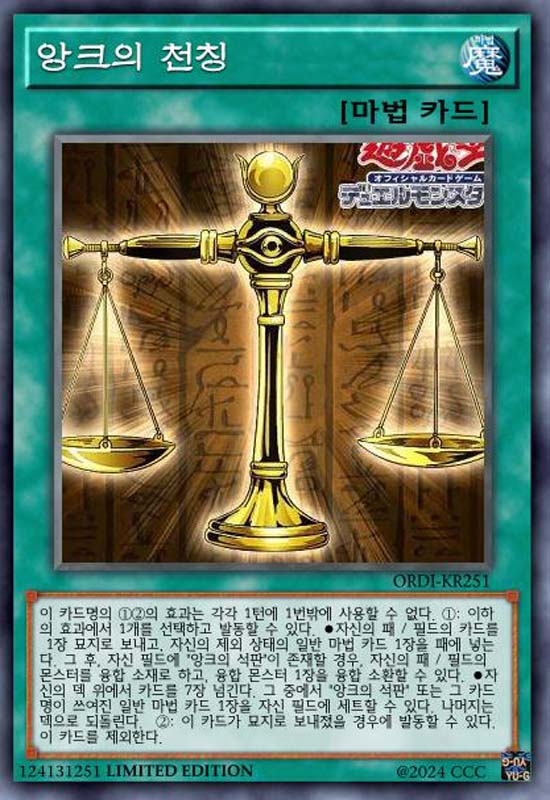 앙크의 천칭
마법
魔
[마법 카드]
遊戯王
オフィシャルカードゲーム
デュエルモンスタ
ORDI-KR251
이 카드명의 ①②의 효과는 각각 1턴에 1번밖에 사용할 수 없다. ①: 이하
의 효과에서 1개를 선택하고 발동할 수 있다. ●자신의 패 / 필드의 카드를
1장 묘지로 보내고, 자신의 제외 상태의 일반 마법 카드 1장을 패에 넣는
다. 그 후, 자신 필드에 "앙크의 석판"이 존재할 경우, 자신의 패 / 필드의
몬스터를 융합 소재로 하고, 융합 몬스터 1장을 융합 소환할 수 있다. ●자
신의 덱 위에서 카드를 7장 넘긴다. 그 중에서 "앙크의 석판" 또는 그 카드
명이 쓰여진 일반 마법 카드 1장을 자신 필드에 세트할 수 있다. 나머지는
덱으로 되돌린다. ②: 이 카드가 묘지로 보내졌을 경우에 발동할 수 있다.
이 카드를 제외한다.
124131251 LIMITED EDITION
@2024 CCC
YU-G